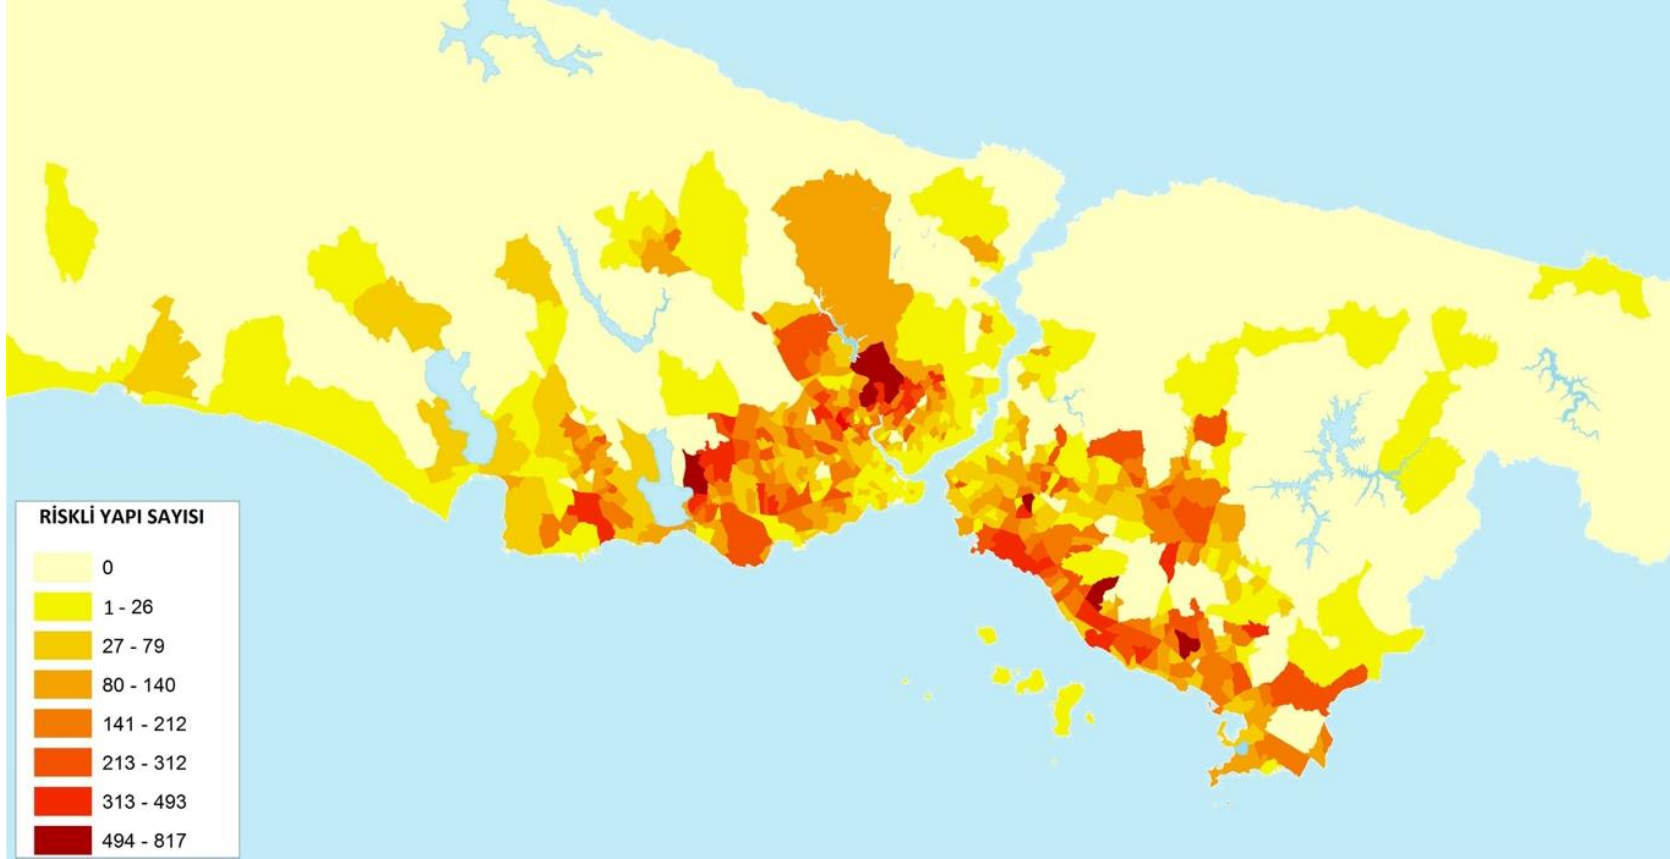 RİSKLİ YAPI SAYISI
0
1 - 26
27 - 79
80 - 140
141 - 212
213 - 312
313 - 493
494 - 817